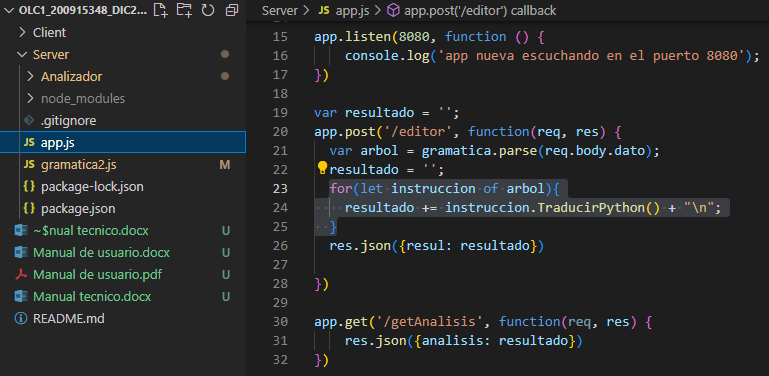 OLC1_200915348_DIC2...
Client
Server
Analizador
node_modules
.gitignore
JS app.js
JS gramatica2.js M
{} package-lock.json
{} package.json
~$nual tecnico.docx U
Manual de usuario.docx U
Manual de usuario.pdf U
Manual tecnico.docx U
README.md
Server > JS app.js > app.post('/editor') callback
14
15 app.listen(8080, function () {
16 console.log('app nueva escuchando en el puerto 8080');
17 })
18
19 var resultado = '';
20 app.post('/editor', function(req, res) {
21 var arbol = gramatica.parse(req.body.dato);
22 resultado = '';
23 for(let instruccion of arbol){
24 resultado += instruccion.TraducirPython() + "\n";
25 }
26 res.json({resul: resultado})
27
28 })
29
30 app.get('/getAnalisis', function(req, res) {
31 res.json({analisis: resultado})
32 })